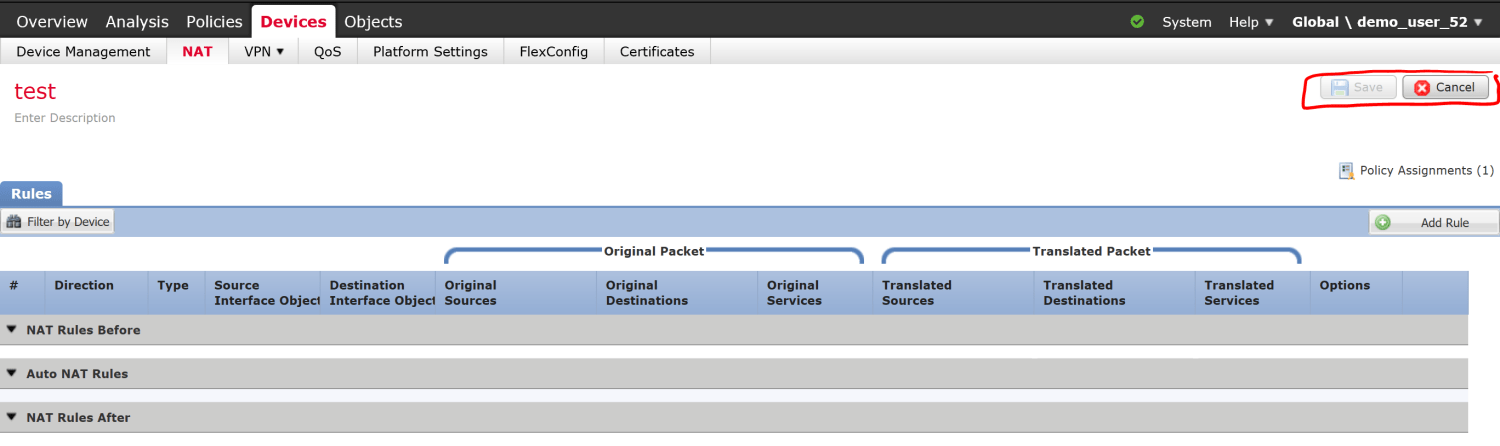 Overview Analysis Policies Devices Objects System Help Global \ demo_user_52
Device Management NAT VPN QoS Platform Settings FlexConfig Certificates
test Save Cancel
Enter Description
Policy Assignments (1)
Rules
Filter by Device Add Rule
Original Packet Translated Packet
# Direction Type Source Destination Original Original Original Translated Translated Translated Options
Interface Object Interface Object Sources Destinations Services Sources Destinations Services
NAT Rules Before
Auto NAT Rules
NAT Rules After